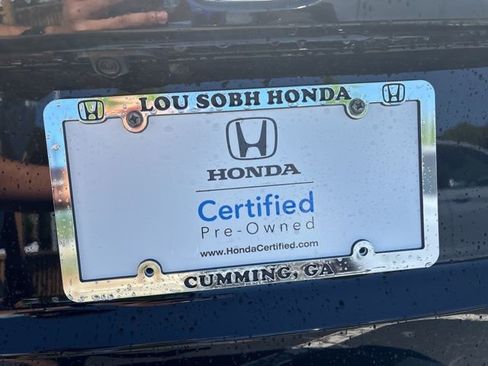 LOU SOBH HONDA
HONDA
Certified
Pre-Owned
www.HondaCertified.com
CUMMING, GA